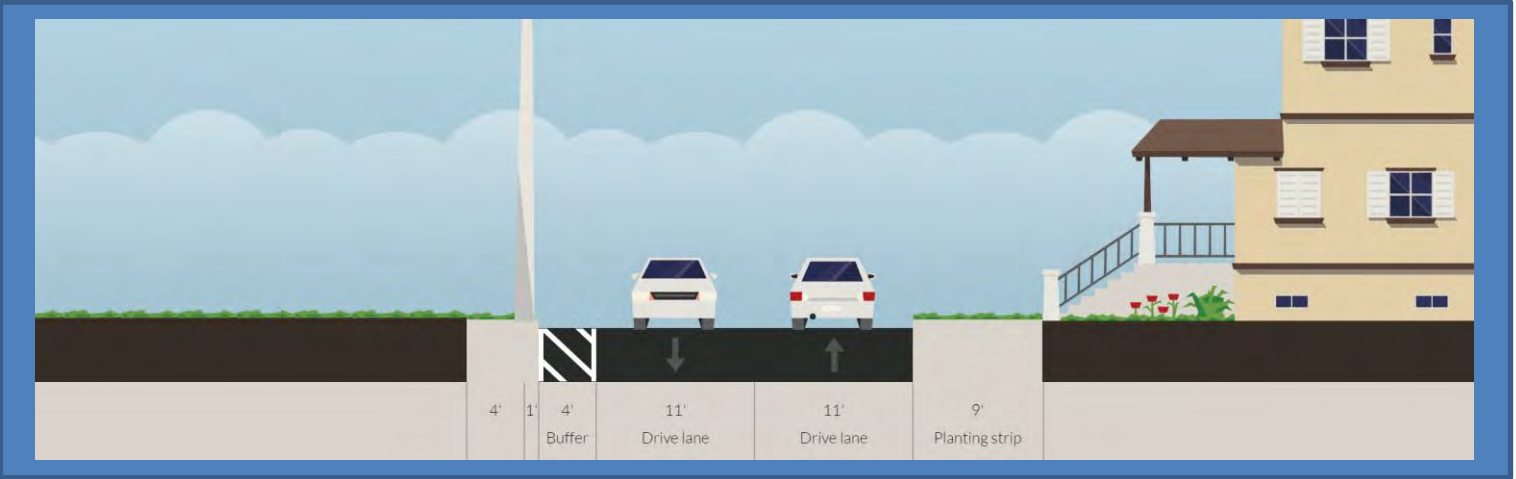 4' 1' 4' 11' 11' 9'
Buffer Drive lane Drive lane Planting strip